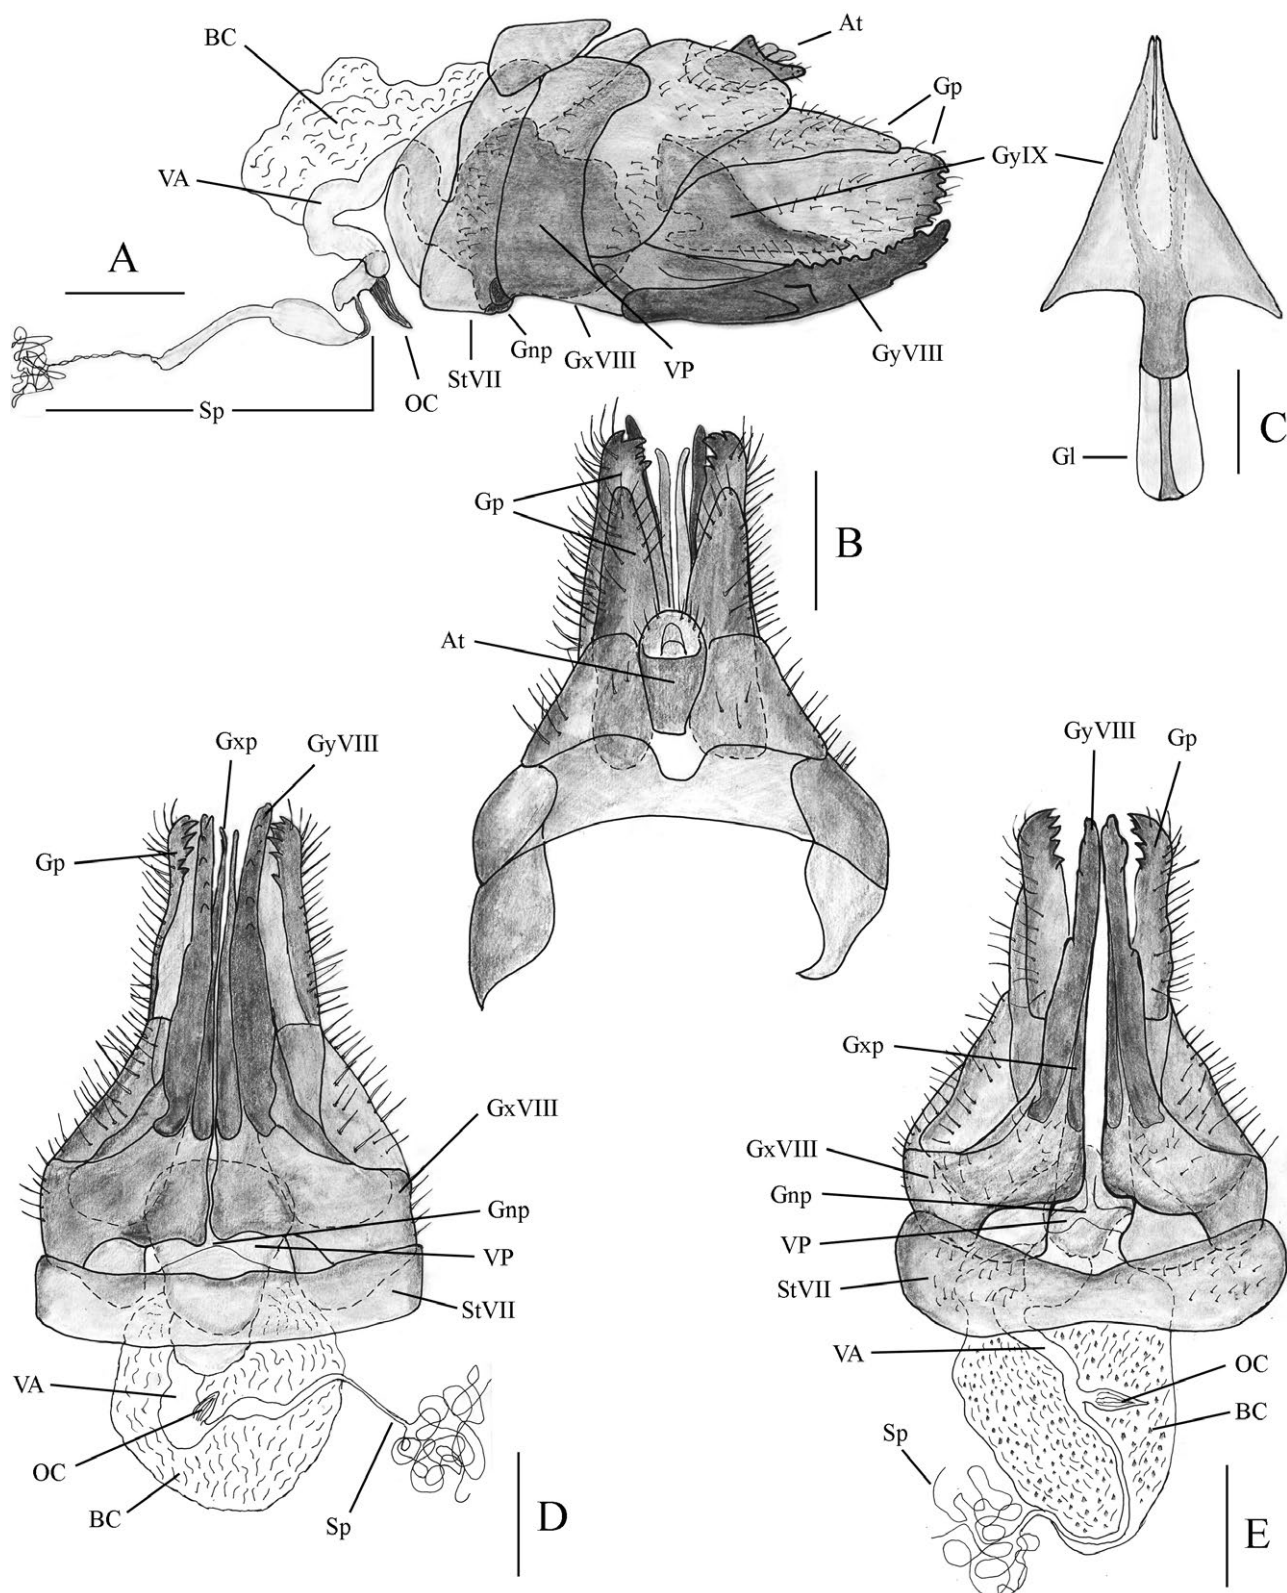 BC
At
VA
Gp
GyIX
A
StVII
Gnp
GxVIII
VP
GyVIII
OC
Sp
C
Gl
Gp
B
At
Gxp
GyVIII
Gp
GxVIII
Gnp
VP
StVII
VA
OC
BC
Sp
D
GyVIII
Gp
Gxp
GxVIII
Gnp
VP
StVII
VA
OC
BC
Sp
E